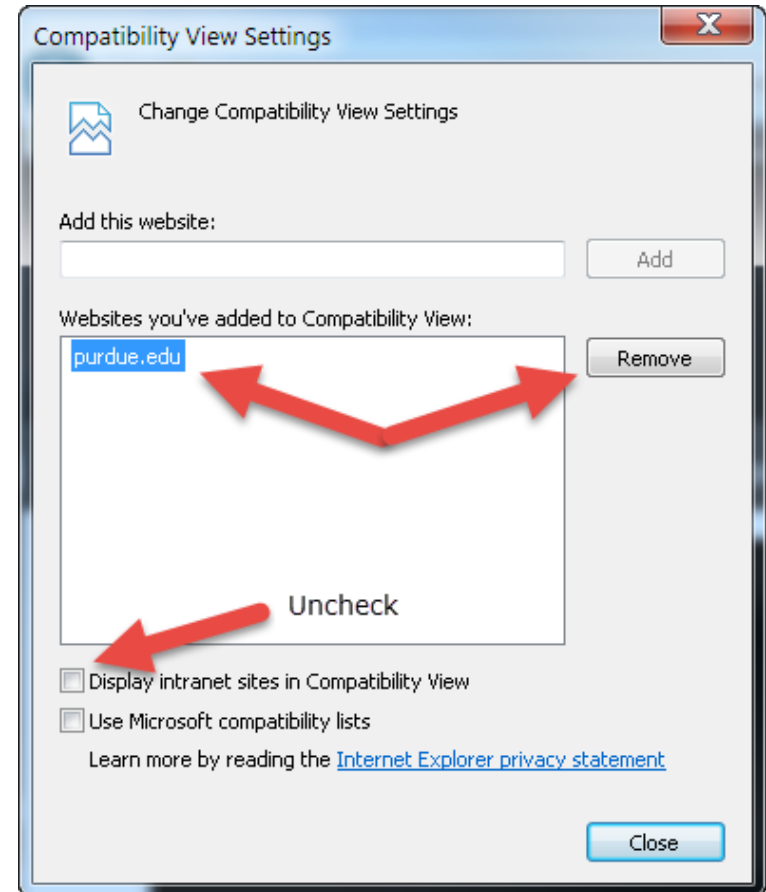 Compatibility View Settings
Change Compatibility View Settings
Add this website:
Add
Websites you've added to Compatibility View:
purdue.edu
Remove
Uncheck
Display intranet sites in Compatibility View
Use Microsoft compatibility lists
Learn more by reading the Internet Explorer privacy statement
Close